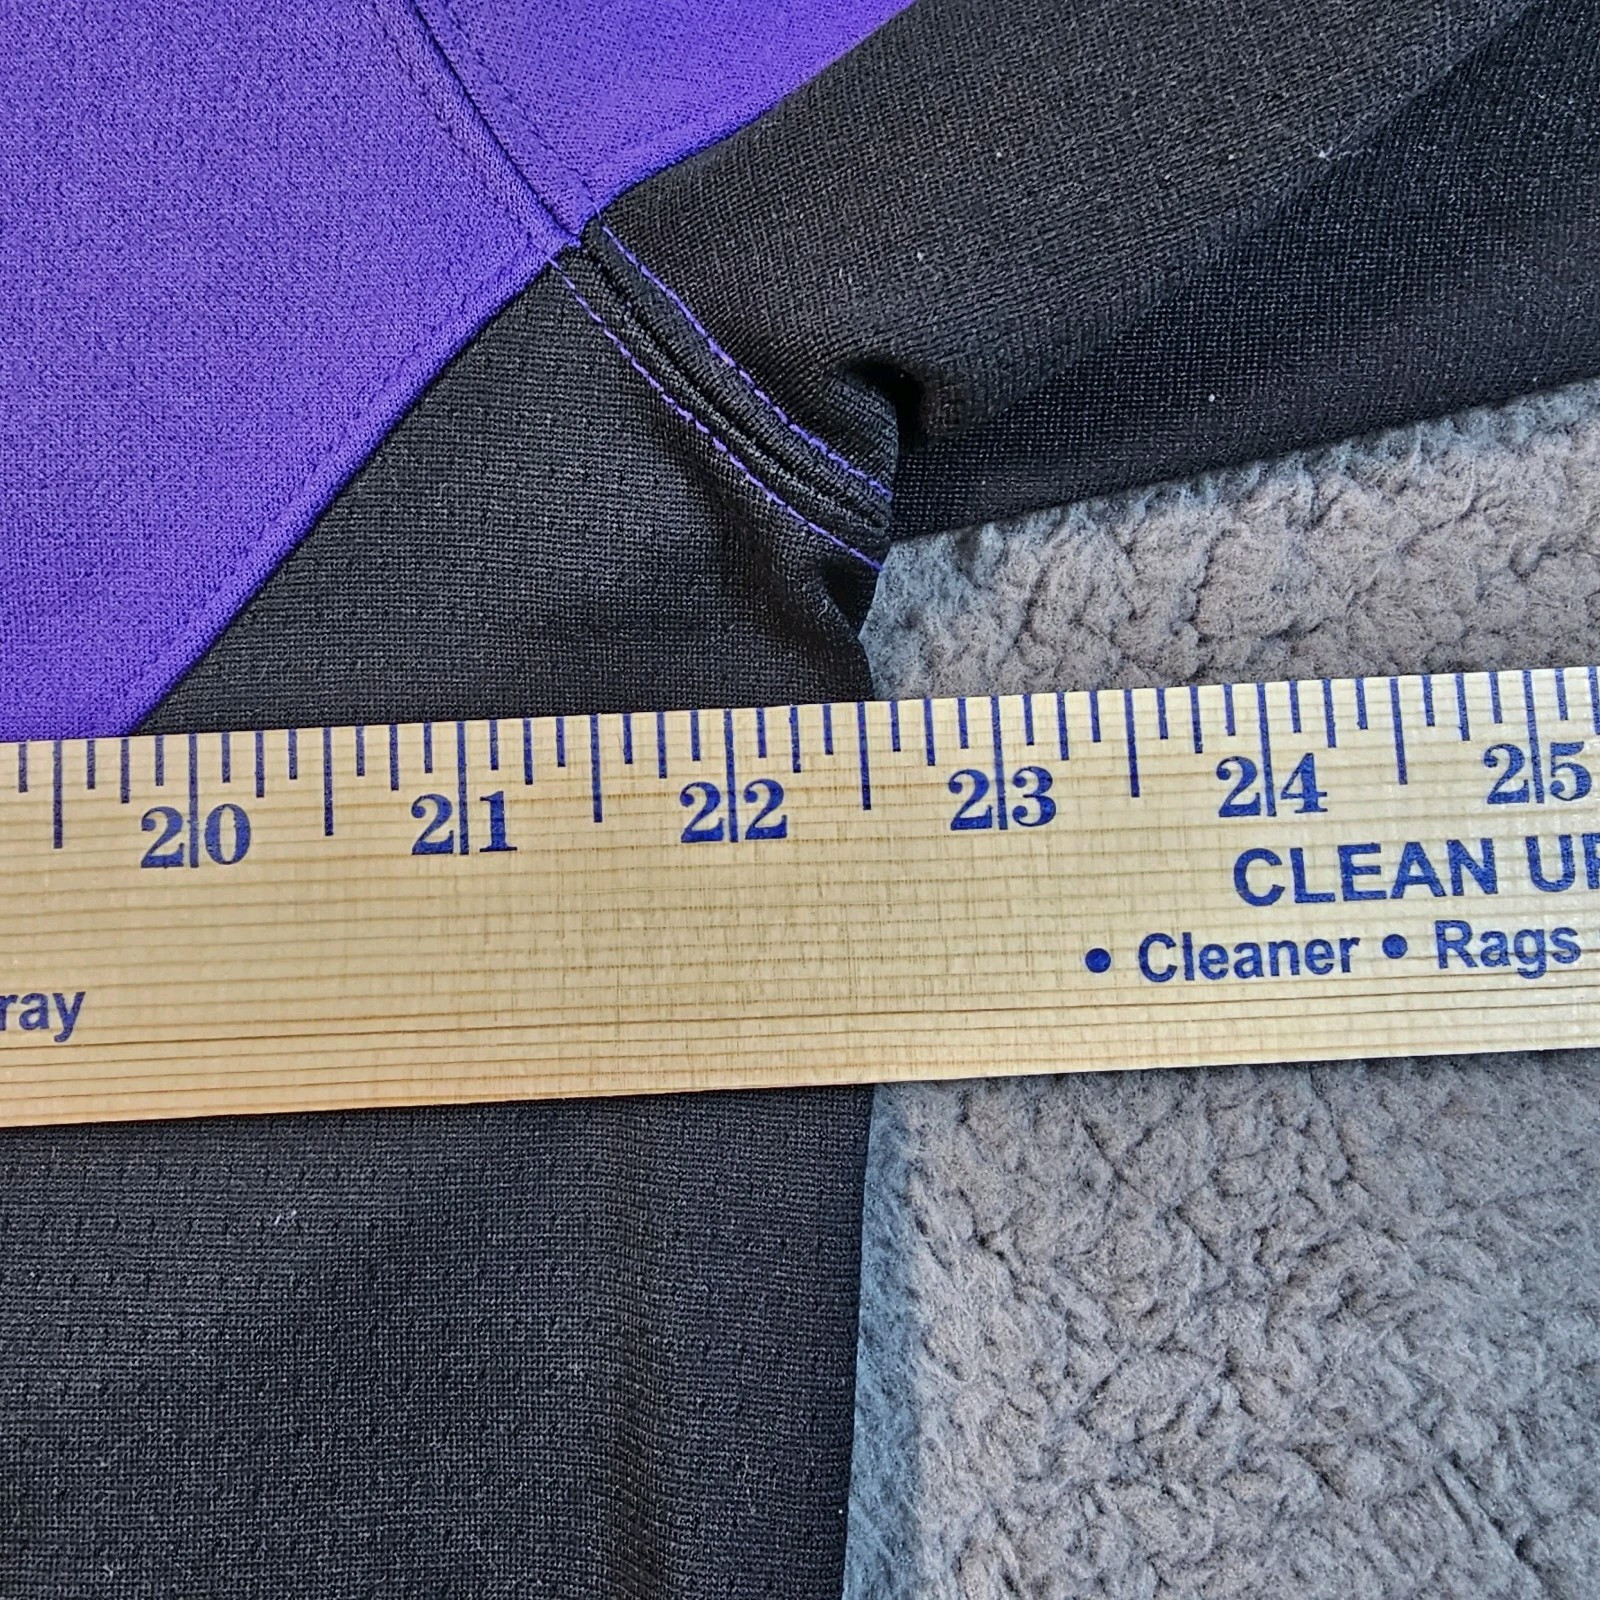 20 21 22 23 24 25
CLEAN UP
• Cleaner • Rags
ray